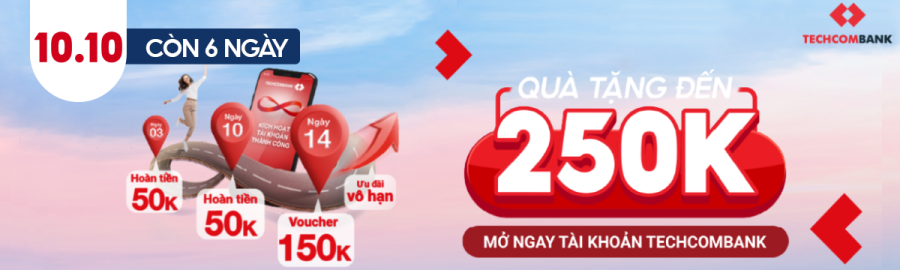 10.10
CÒN 6 NGÀY
TECHCOMBANK
QUÀ TẶNG ĐẾN
250K
MỞ NGAY TÀI KHOẢN TECHCOMBANK
TECHCOMBANK
KÍCH HOẠT
TÀI KHOẢN
THÀNH CÔNG
Ngày
03
Ngày
10
Ngày
14
Hoàn tiền
50K
Hoàn tiền
50K
Voucher
150K
Ưu đãi
vô hạn